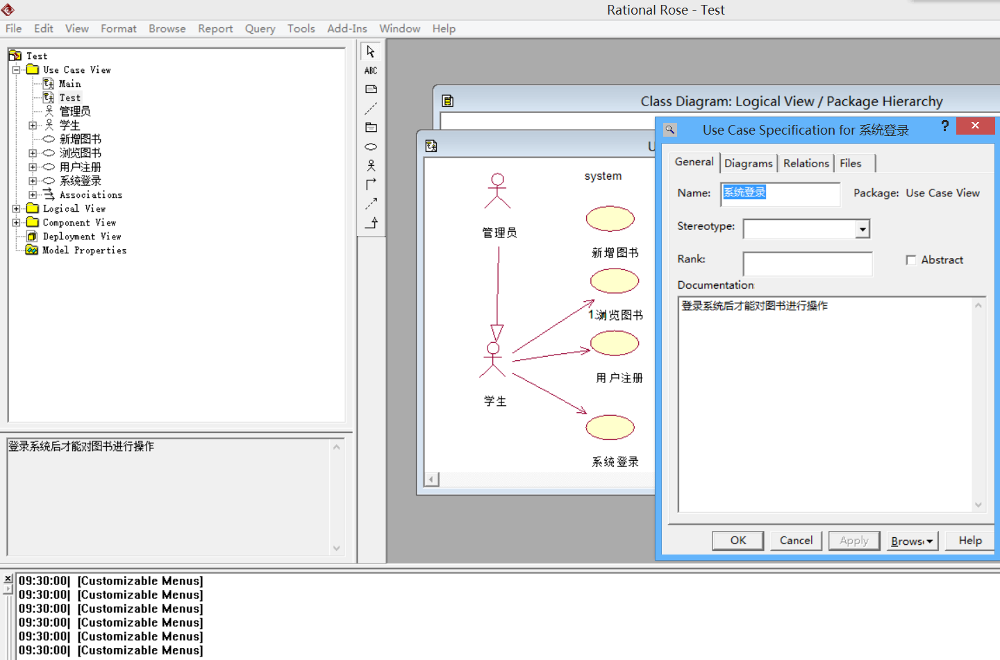 Rational Rose - Test
File Edit View Format Browse Report Query Tools Add-Ins Window Help
Test
Use Case View
Main
Test
管理员
学生
新增图书
浏览图书
用户注册
系统登录
Associations
Logical View
Component View
Deployment View
Model Properties
登录系统后才能对图书进行操作
ABC
Class Diagram: Logical View / Package Hierarchy
system
管理员
新增图书
1.浏览图书
用户注册
学生
系统登录
Use Case Specification for 系统登录
?
General Diagrams Relations Files
Name: 系统登录 Package: Use Case View
Stereotype:
Rank: Abstract
Documentation
登录系统后才能对图书进行操作
OK Cancel Apply Brows Help
09:30:00| [Customizable Menus]
09:30:00| [Customizable Menus]
09:30:00| [Customizable Menus]
09:30:00| [Customizable Menus]
09:30:00| [Customizable Menus]
09:30:00| [Customizable Menus]